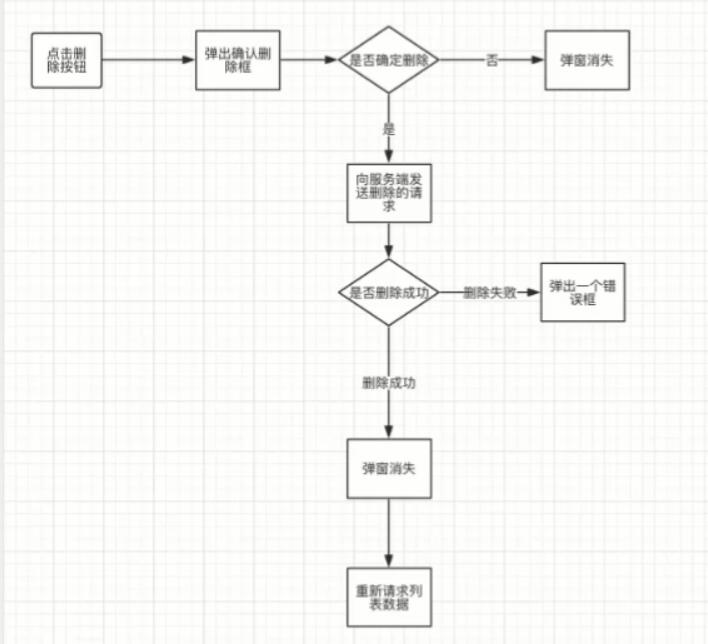 点击删
除按钮
弹出确认删
除框
是否确定删除
否
弹窗消失
是
向服务端发
送删除的请
求
是否删除成功
删除失败
弹出一个错
误框
删除成功
弹窗消失
重新请求列
表数据